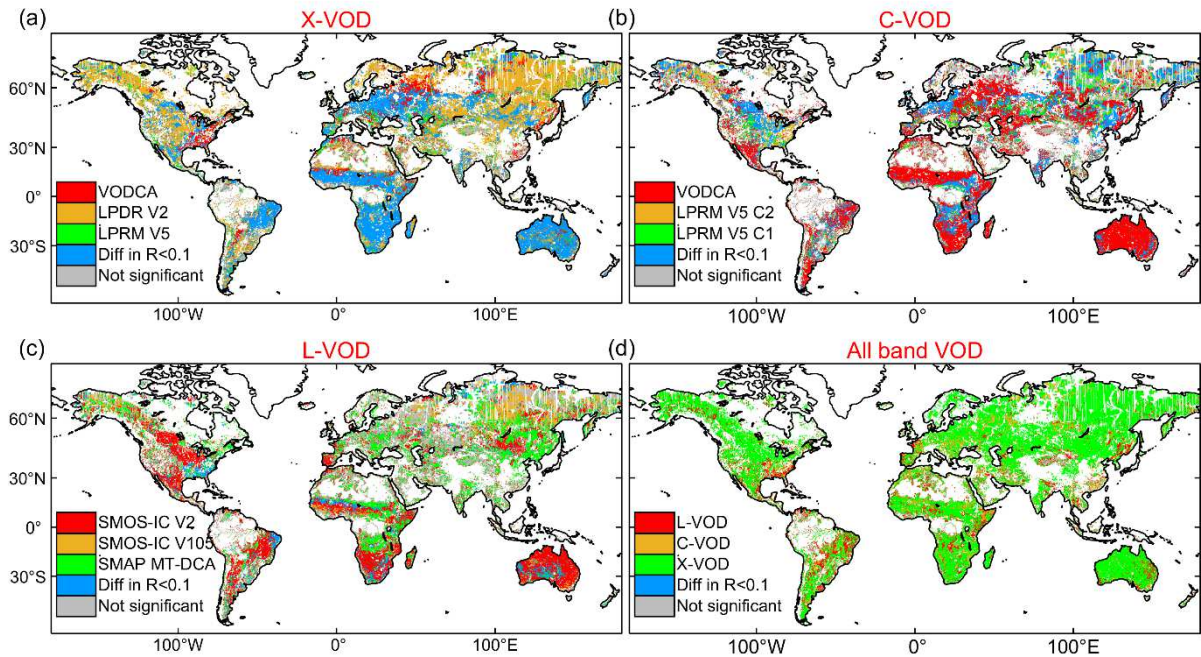 (a) X-VOD
60°N
30°N
0°
30°S
VODCA
LPDR V2
LPRM V5
Diff in R<0.1
Not significant
100°W 0° 100°E
(b) C-VOD
VODCA
LPRM V5 C2
LPRM V5 C1
Diff in R<0.1
Not significant
100°W 0° 100°E
(c) L-VOD
60°N
30°N
0°
30°S
SMOS-IC V2
SMOS-IC V105
SMAP MT-DCA
Diff in R<0.1
Not significant
100°W 0° 100°E
(d) All band VOD
L-VOD
C-VOD
X-VOD
Diff in R<0.1
Not significant
100°W 0° 100°E